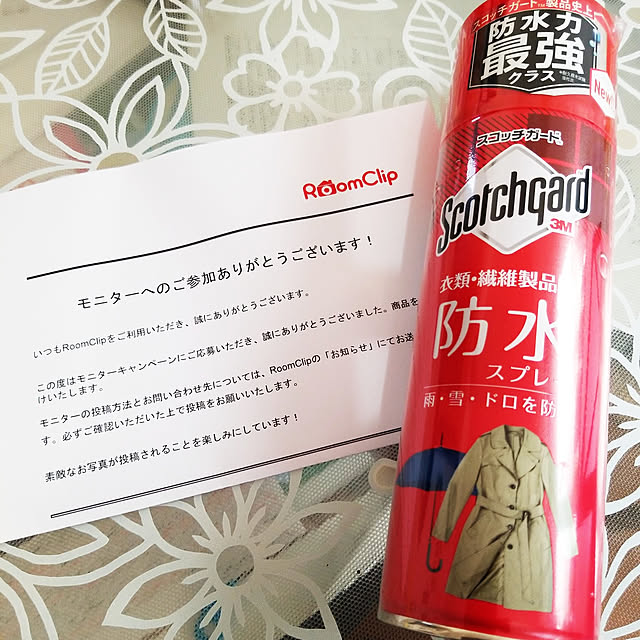 RoomClip
モニターへのご参加ありがとうございます！
いつもRoomClipをご利用いただき、誠にありがとうございます。
この度はモニターキャンペーンにご応募いただき、誠にありがとうございました。商品を
けいたします。
モニターの投稿方法とお問い合わせ先については、RoomClipの「お知らせ」にてお送
す。必ずご確認いただいた上で投稿をお願いいたします。
素敵なお写真が投稿されることを楽しみにしています！
スコッチガード 製品史上
防水力
最強
クラス
New!
スコッチガード
Scotchgard
3M
衣類・繊維製品
防水
スプレ
雨・雪・ドロを防